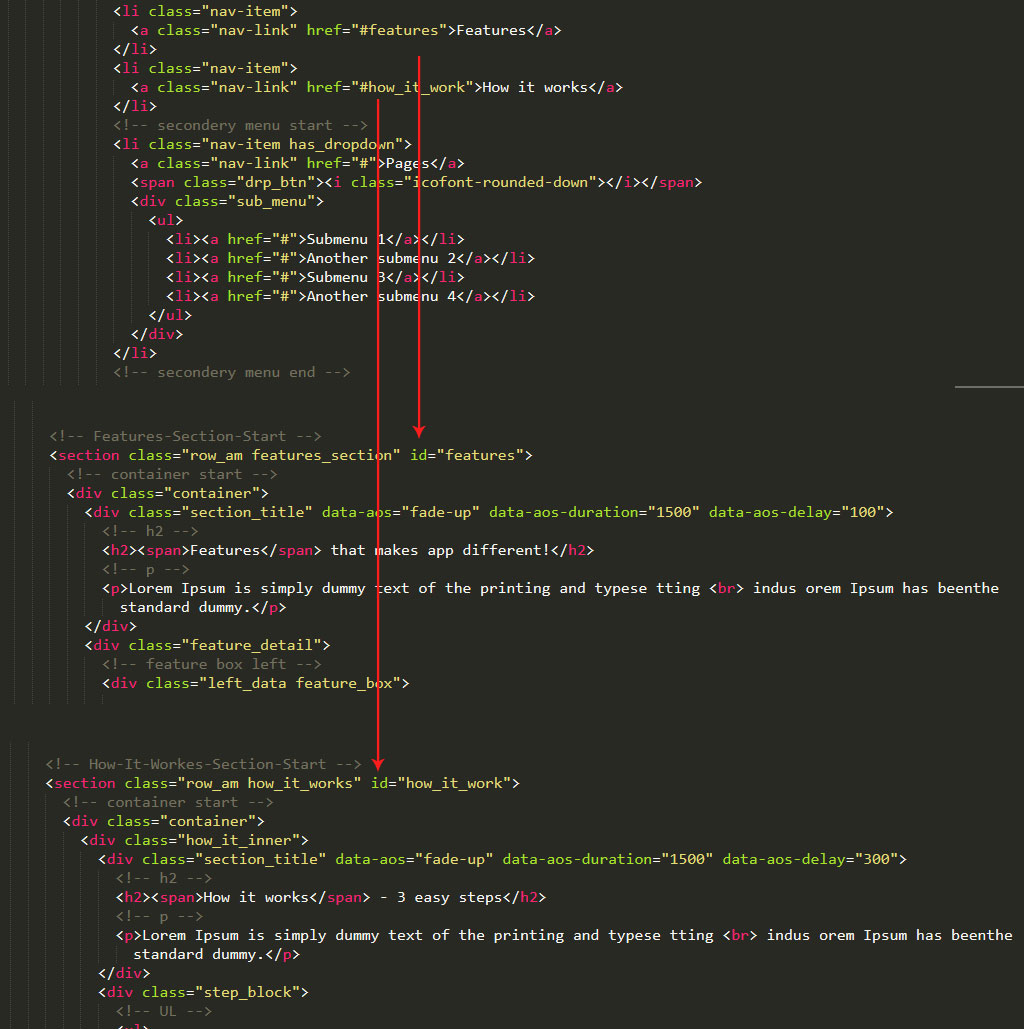 <li class="nav-item">
<a class="nav-link" href="#features">Features</a>
</li>
<li class="nav-item">
<a class="nav-link" href="#how_it_work">How it works</a>
</li>
<!-- secondery menu start -->
<li class="nav-item has_dropdown">
<a class="nav-link" href="#">Pages</a>
<span class="drp_btn"><i class="icofont-rounded-down"></i></span>
<div class="sub_menu">
<ul>
<li><a href="#">Submenu 1</a></li>
<li><a href="#">Another submenu 2</a></li>
<li><a href="#">Submenu 3</a></li>
<li><a href="#">Another submenu 4</a></li>
</ul>
</div>
</li>
<!-- secondery menu end -->
<!-- Features-Section-Start -->
<section class="row_am features_section" id="features">
<!-- container start -->
<div class="container">
<div class="section_title" data-aos="fade-up" data-aos-duration="1500" data-aos-delay="100">
<!-- h2 -->
<h2><span>Features</span> that makes app different!</h2>
<!-- p -->
<p>Lorem Ipsum is simply dummy text of the printing and typese tting <br> indus orem Ipsum has beenthe
standard dummy.</p>
</div>
<div class="feature_detail">
<!-- feature box left -->
<div class="left_data feature_box">
<!-- How-It-Workes-Section-Start -->
<section class="row_am how_it_works" id="how_it_work">
<!-- container start -->
<div class="container">
<div class="how_it_inner">
<div class="section_title" data-aos="fade-up" data-aos-duration="1500" data-aos-delay="300">
<!-- h2 -->
<h2><span>How it works</span> - 3 easy steps</h2>
<!-- p -->
<p>Lorem Ipsum is simply dummy text of the printing and typese tting <br> indus orem Ipsum has beenthe
standard dummy.</p>
</div>
<div class="step_block">
<!-- UL -->
<ul>